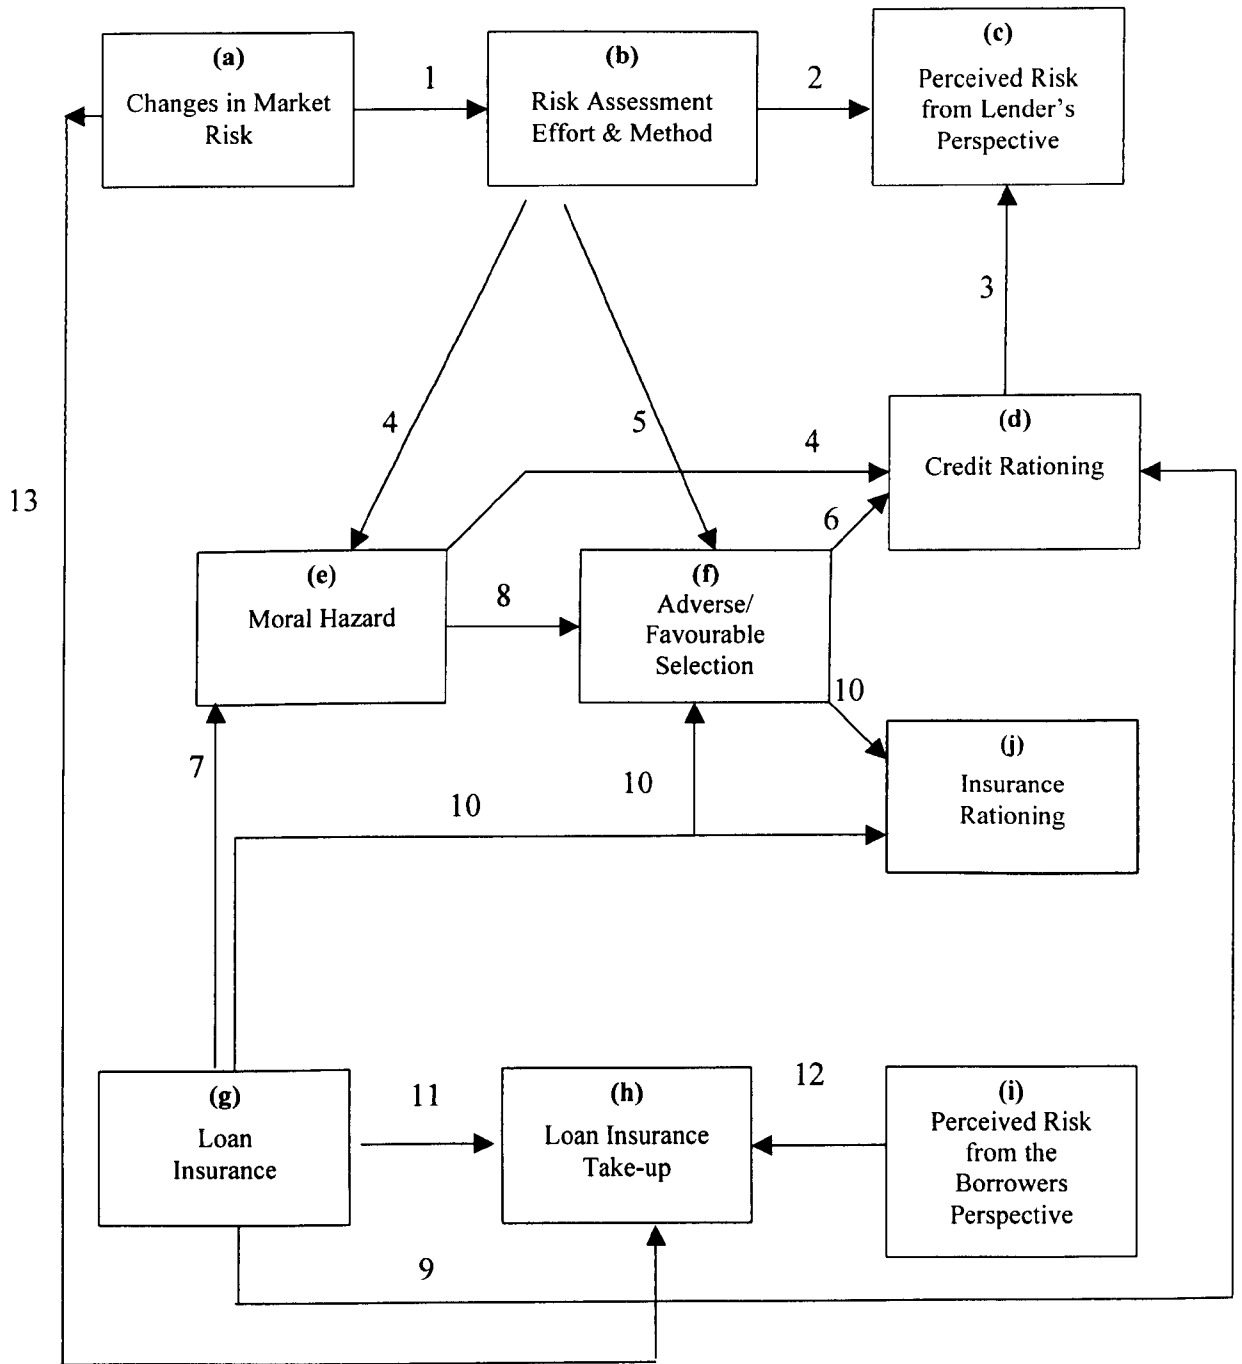 (a)
Changes in Market
Risk
1
(b)
Risk Assessment
Effort & Method
2
(c)
Perceived Risk
from Lender's
Perspective
3
4
5
4
(d)
Credit Rationing
13
6
(e)
Moral Hazard
8
(f)
Adverse/
Favourable
Selection
10
7
10
10
(j)
Insurance
Rationing
(g)
Loan
Insurance
11
(h)
Loan Insurance
Take-up
12
(i)
Perceived Risk
from the
Borrowers
Perspective
9